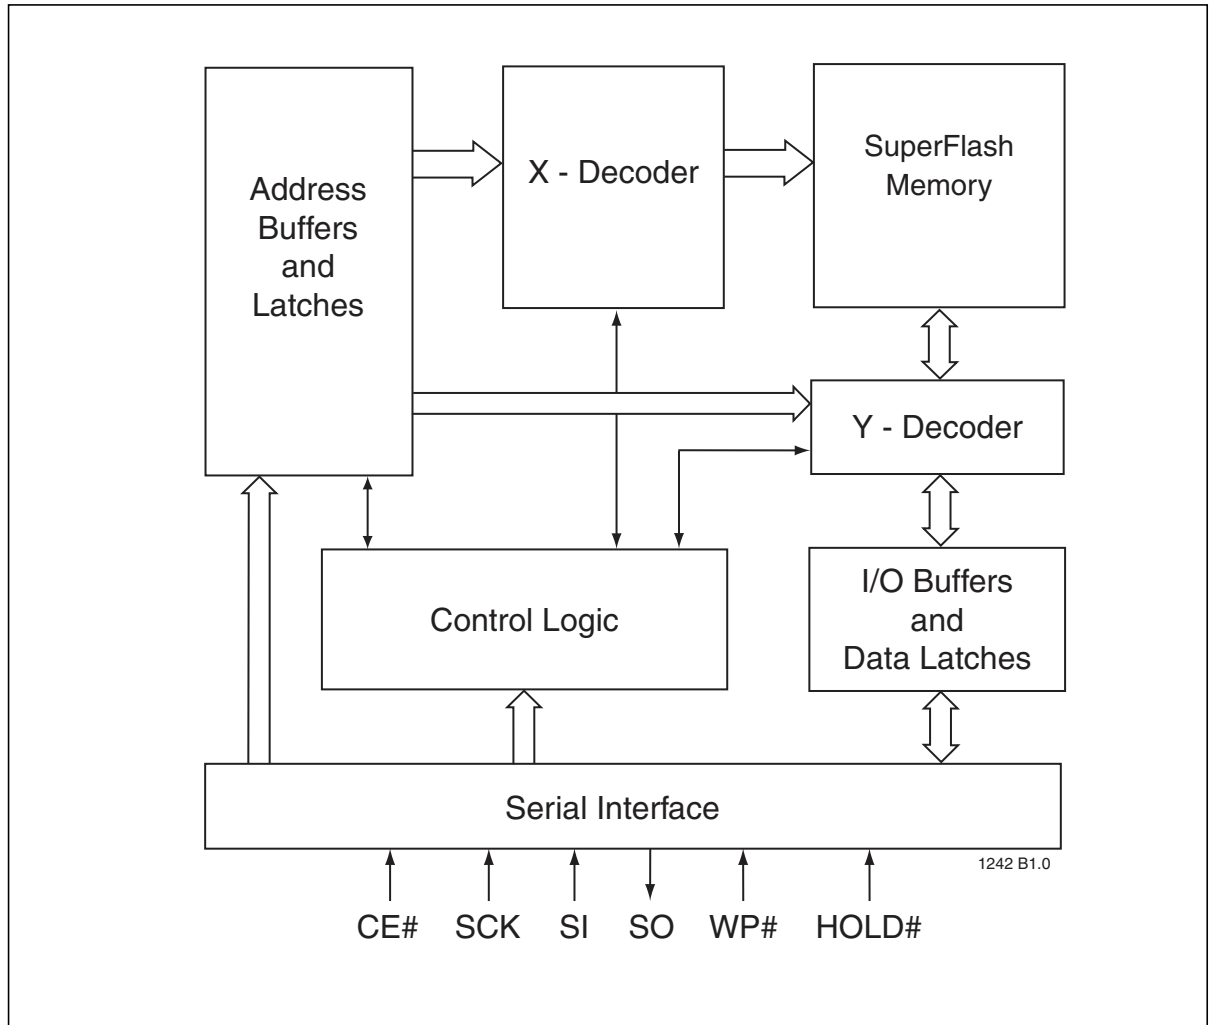 Address
Buffers
and
Latches
X - Decoder
SuperFlash
Memory
Y - Decoder
Control Logic
I/O Buffers
and
Data Latches
Serial Interface
1242 B1.0
CE#
SCK
SI
SO
WP#
HOLD#